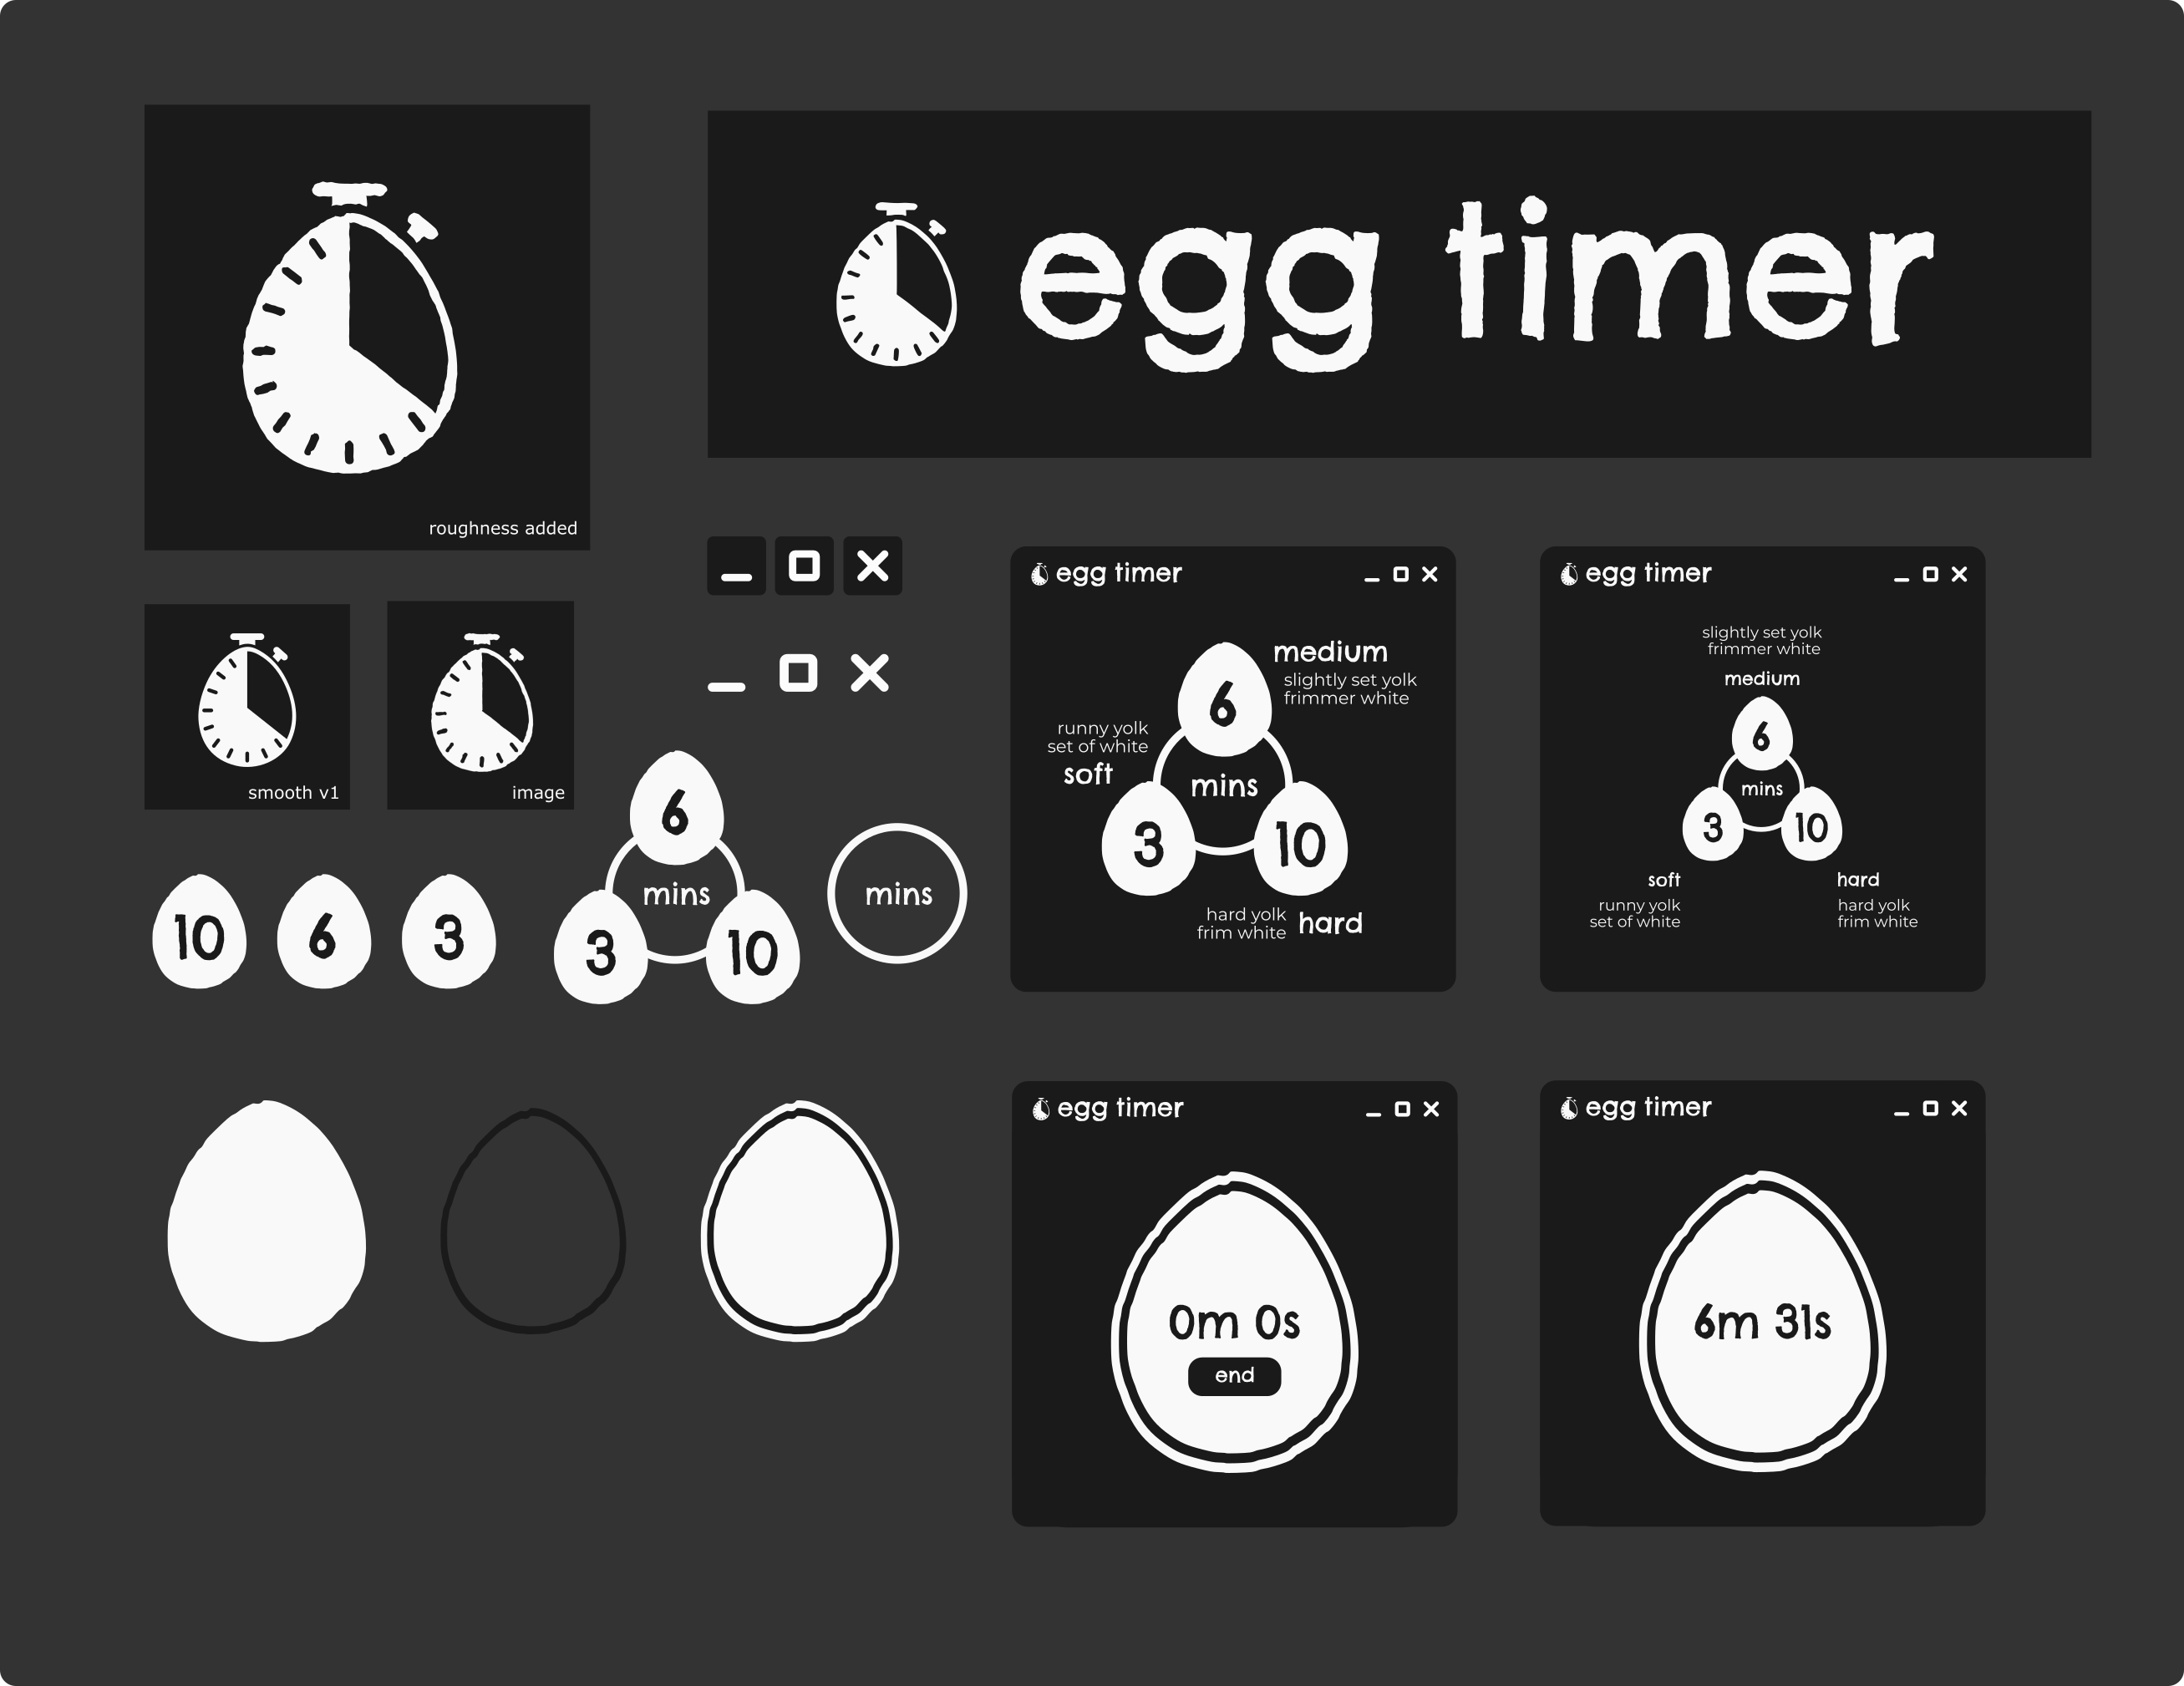 egg timer
roughness added
smooth v1
image
10
6
3
6
mins
3
10
mins
egg timer
medium
slightly set yolk
frimmer white
6
runny yolk
set of white
soft
mins
3
10
hard yolk
frim white
hard
egg timer
slightly set yolk
frimmer white
medium
6
mins
3
10
soft
runny yolk
set of white
hard
hard yolk
frim white
egg timer
0m 0s
end
egg timer
6m 31s